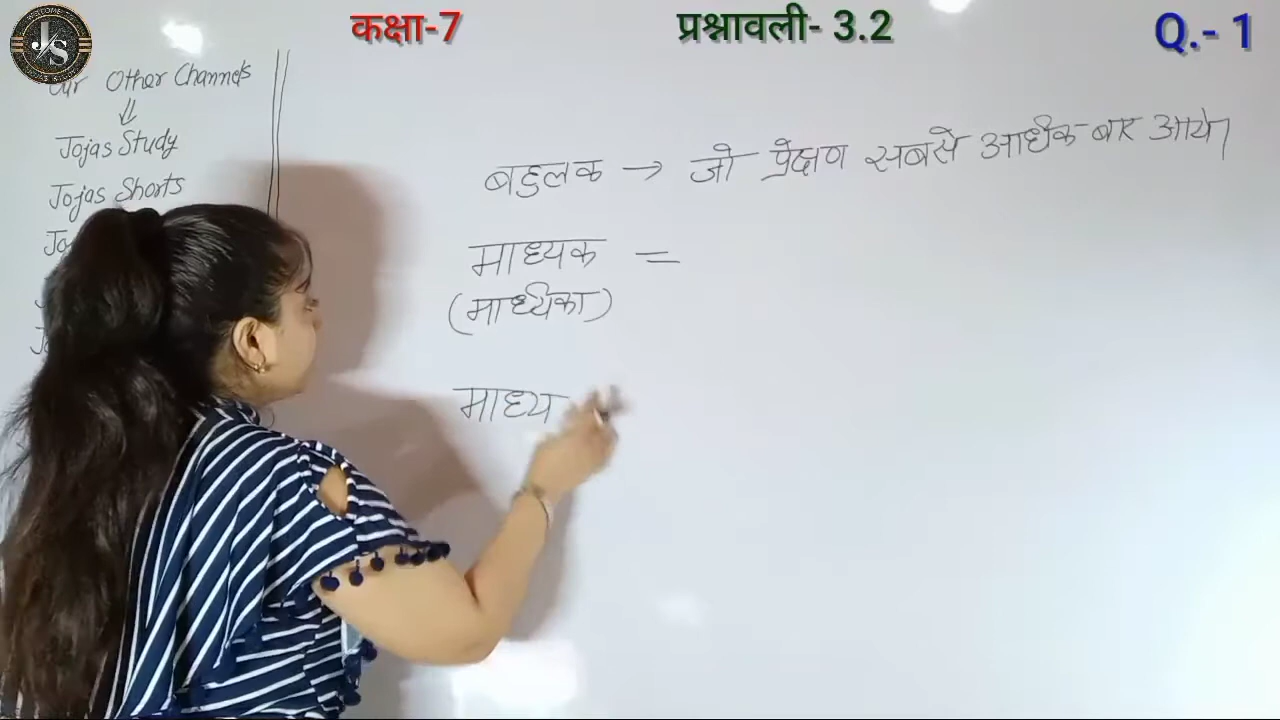 कक्षा-7 प्रश्नावली- 3.2 Q.- 1
WELCOME
J/S
Our Other Channels
⇓
Jojas Study
Jojas Shorts
बहुलक → जो प्रेक्षण सबसे अधिक बार आये।
माध्यक =
(माध्यिका)
माध्य